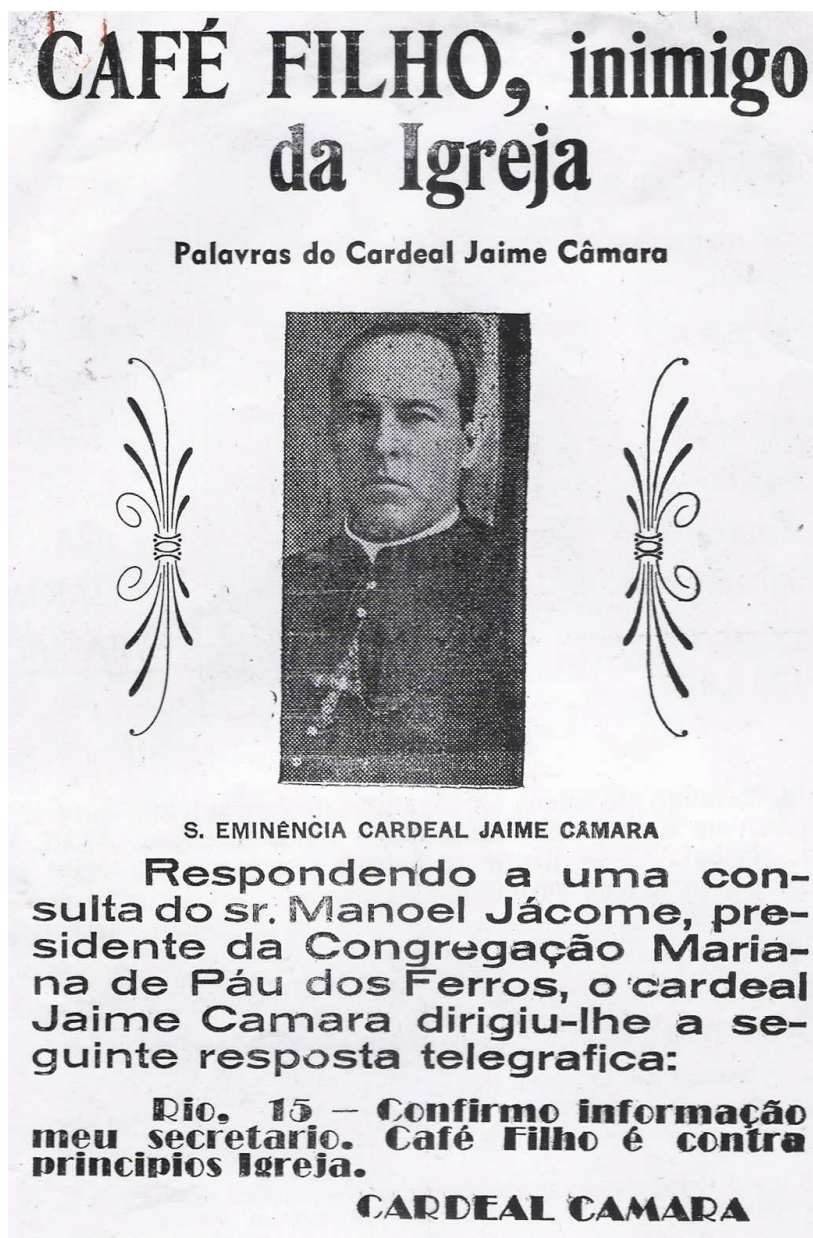 CAFÉ FILHO, inimigo
da Igreja
Palavras do Cardeal Jaime Câmara
S. EMINÊNCIA CARDEAL JAIME CÂMARA
Respondendo a uma con-
sulta do sr. Manoel Jácome, pre-
sidente da Congregação Maria-
na de Páu dos Ferros, o cardeal
Jaime Camara dirigiu-lhe a se-
guinte resposta telegrafica:
Rio, 15 — Confirmo informação
meu secretario. Café Filho é contra
principios Igreja.
CARDEAL CAMARA